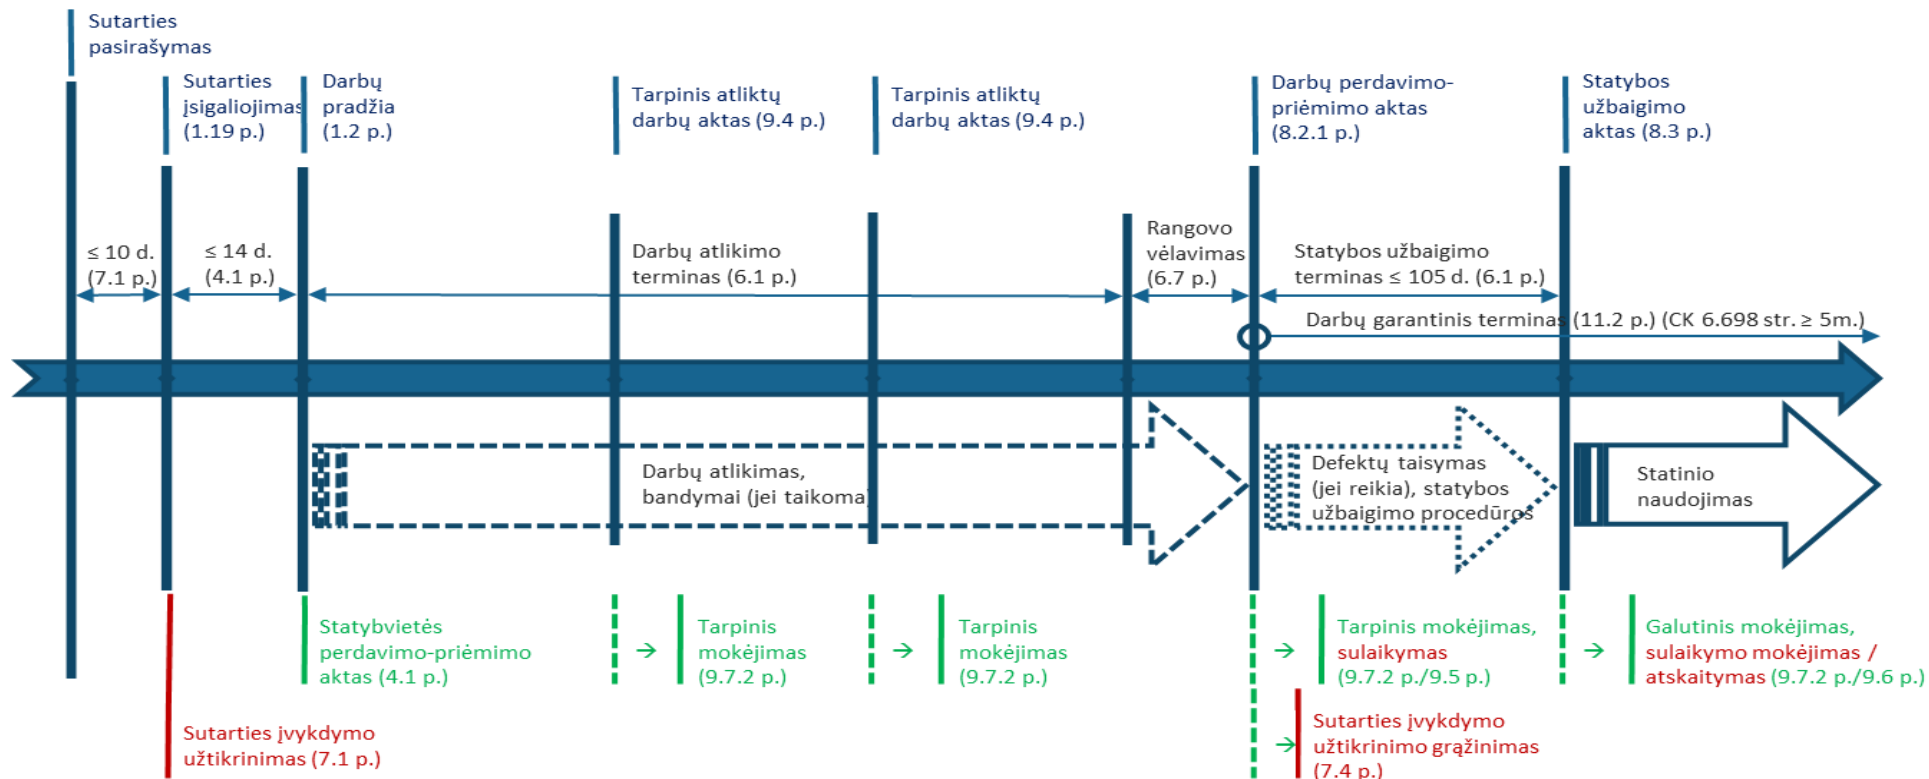 Sutarties
pasirašymas
Sutarties
įsigaliojimas
(1.19 p.)
Darbų
pradžia
(1.2 p.)
Tarpinis atliktų
darbų aktas (9.4 p.)
Tarpinis atliktų
darbų aktas (9.4 p.)
Darbų perdavimo-
priėmimo aktas
(8.2.1 p.)
Statybos
užbaigimo
aktas (8.3 p.)
≤ 10 d.
(7.1 p.)
≤ 14 d.
(4.1 p.)
Darbų atlikimo
terminas (6.1 p.)
Rangovo
vėlavimas
(6.7 p.)
Statybos užbaigimo
terminas ≤ 105 d. (6.1 p.)
Darbų garantinis terminas (11.2 p.) (CK 6.698 str. ≥ 5m.)
Darbų atlikimas,
bandymai (jei taikoma)
Defektų taisymas
(jei reikia), statybos
užbaigimo procedūros
Statinio
naudojimas
Statybvietės
perdavimo-priėmimo
aktas (4.1 p.)
Tarpinis
mokėjimas
(9.7.2 p.)
Tarpinis
mokėjimas
(9.7.2 p.)
Tarpinis mokėjimas,
sulaikymas
(9.7.2 p./9.5 p.)
Galutinis mokėjimas,
sulaikymo mokėjimas /
atskaitymas (9.7.2 p./9.6 p.)
Sutarties įvykdymo
užtikrinimas (7.1 p.)
Sutarties įvykdymo
užtikrinimo grąžinimas
(7.4 p.)